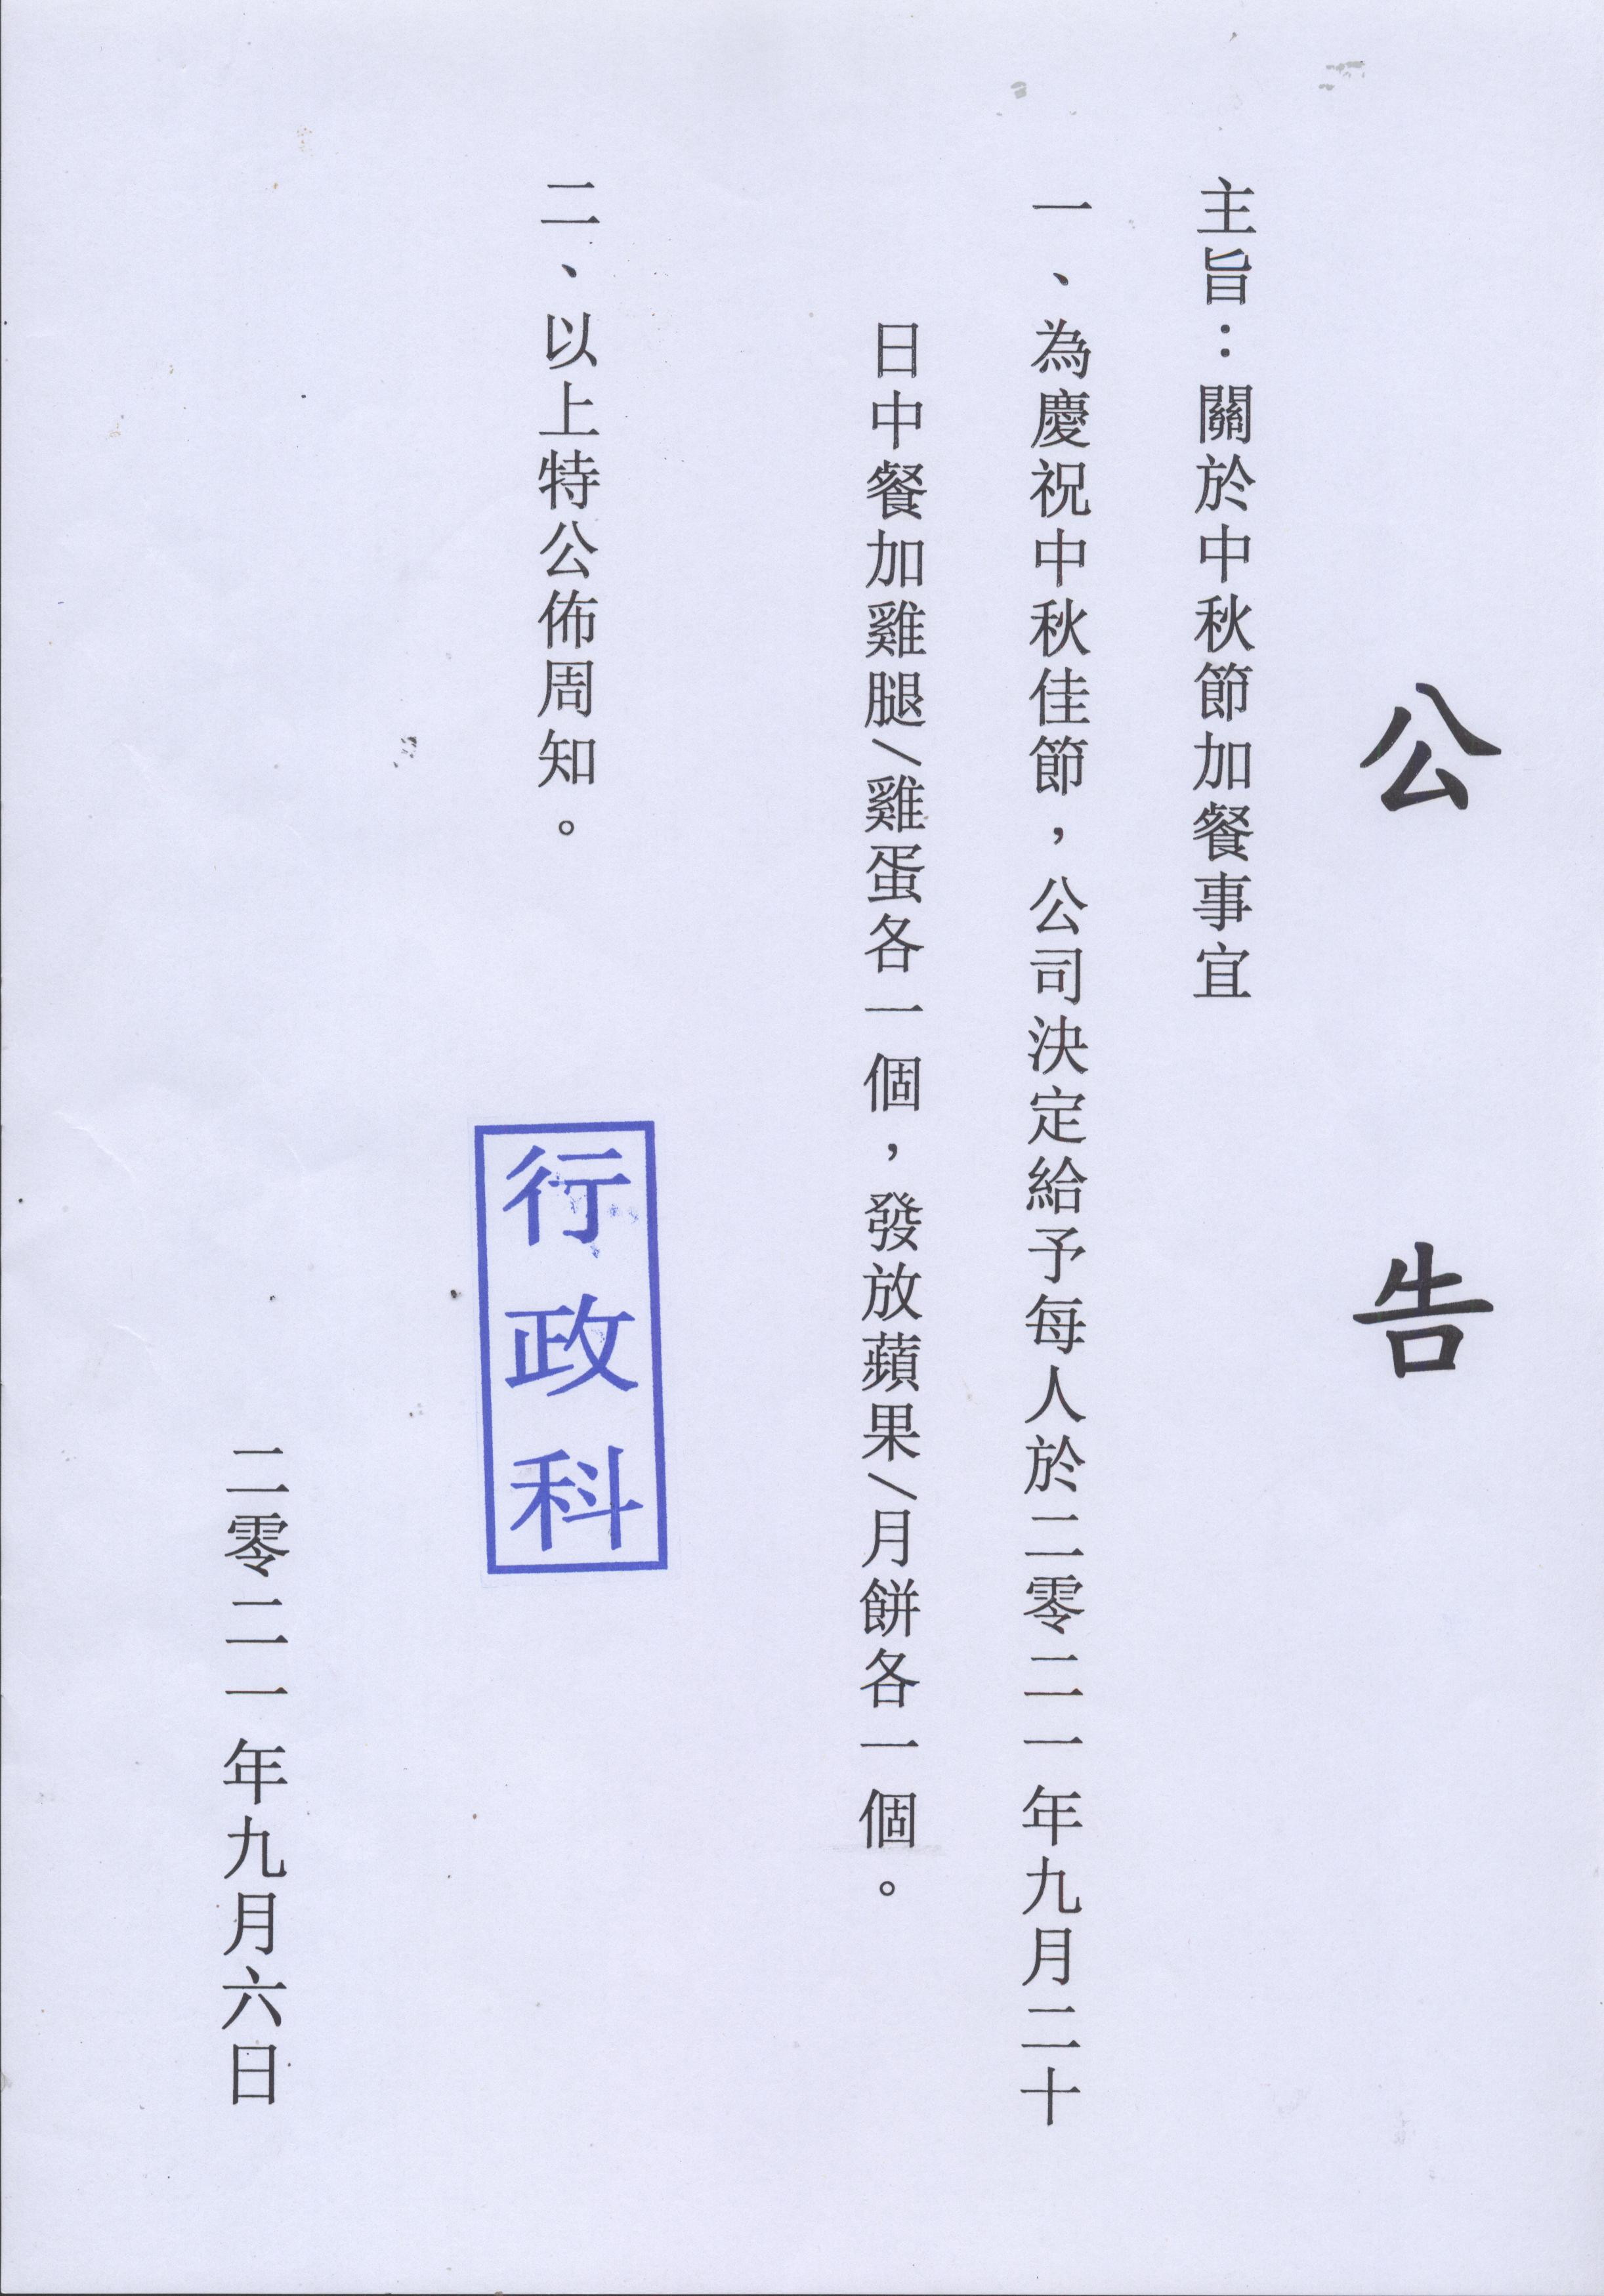 公告
主旨：關於中秋節加餐事宜
一、為慶祝中秋佳節，公司決定給予每人於二零二一年九月二十
日中餐加雞腿/雞蛋各一個，發放蘋果/月餅各一個。
二、以上特公佈周知。
行政科
二零二一年九月六日